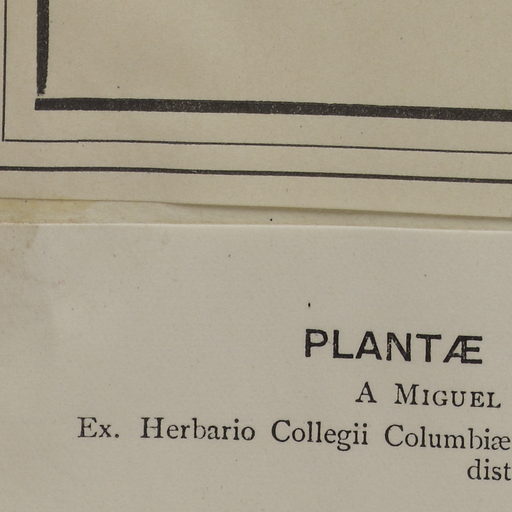 PLANTÆ
A MIGUEL
Ex. Herbario Collegii Columbiæ
dist